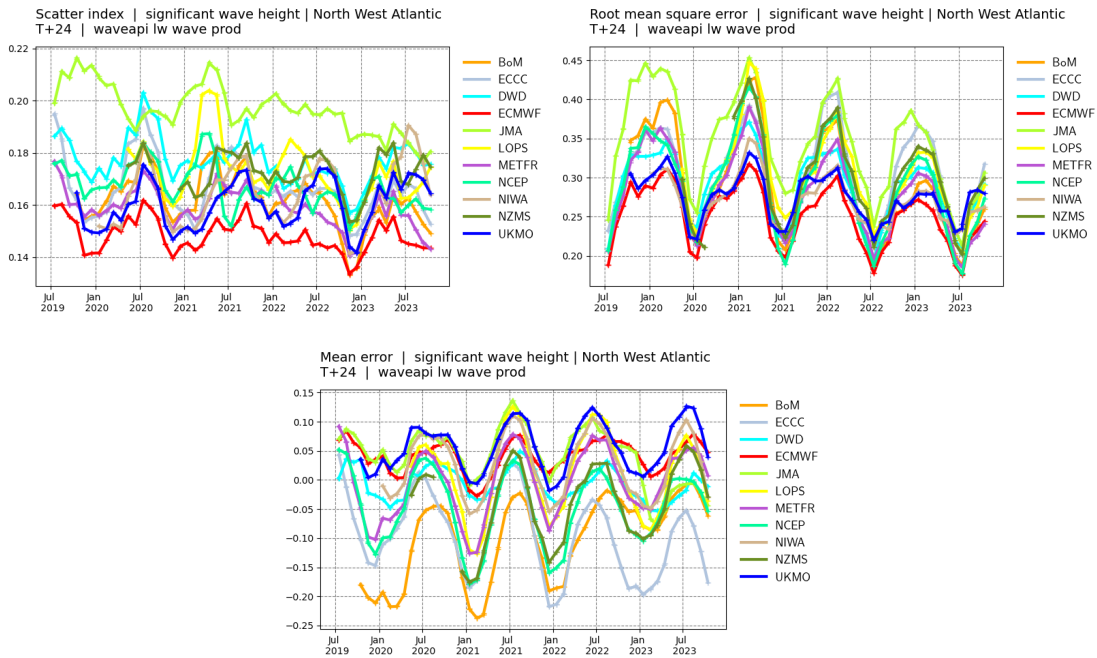 Scatter index | significant wave height | North West Atlantic
T+24 | waveapi lw wave prod
0.22
0.20
0.18
0.16
0.14
Jul 2019
Jan 2020
Jul 2020
Jan 2021
Jul 2021
Jan 2022
Jul 2022
Jan 2023
Jul 2023
BoM
ECCC
DWD
ECMWF
JMA
LOPS
METFR
NCEP
NIWA
NZMS
UKMO
Root mean square error | significant wave height | North West Atlantic
T+24 | waveapi lw wave prod
0.45
0.40
0.35
0.30
0.25
0.20
Jul 2019
Jan 2020
Jul 2020
Jan 2021
Jul 2021
Jan 2022
Jul 2022
Jan 2023
Jul 2023
BoM
ECCC
DWD
ECMWF
JMA
LOPS
METFR
NCEP
NIWA
NZMS
UKMO
Mean error | significant wave height | North West Atlantic
T+24 | waveapi lw wave prod
0.15
0.10
0.05
0.00
−0.05
−0.10
−0.15
−0.20
−0.25
Jul 2019
Jan 2020
Jul 2020
Jan 2021
Jul 2021
Jan 2022
Jul 2022
Jan 2023
Jul 2023
BoM
ECCC
DWD
ECMWF
JMA
LOPS
METFR
NCEP
NIWA
NZMS
UKMO